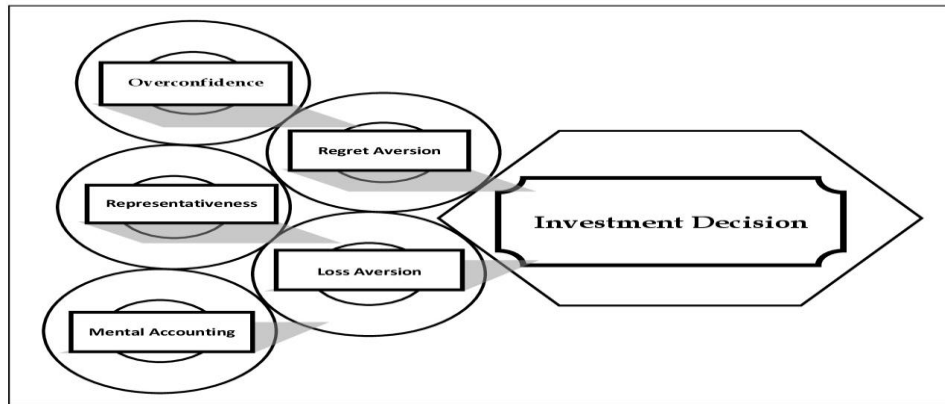 Overconfidence
Regret Aversion
Representativeness
Investment Decision
Loss Aversion
Mental Accounting